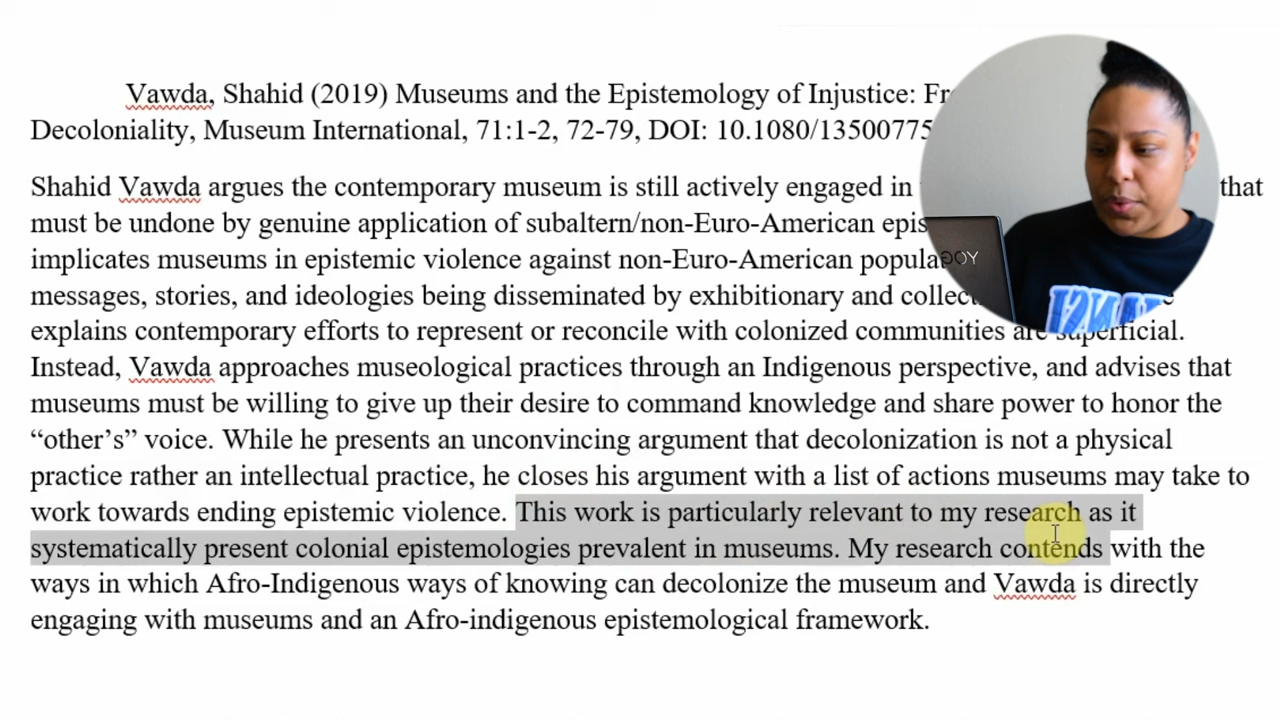 Vawda, Shahid (2019) Museums and the Epistemology of Injustice: 
Decoloniality, Museum International, 71:1-2, 72-79, DOI: 10.1080/13500775
Shahid Vawda argues the contemporary museum is still actively engaged in that
must be undone by genuine application of subaltern/non-Euro-American
implicates museums in epistemic violence against non-Euro-American
messages, stories, and ideologies being disseminated by exhibitionary and
explains contemporary efforts to represent or reconcile with colonized communities are superficial.
Instead, Vawda approaches museological practices through an Indigenous perspective, and advises that
museums must be willing to give up their desire to command knowledge and share power to honor the
“other’s” voice. While he presents an unconvincing argument that decolonization is not a physical
practice rather an intellectual practice, he closes his argument with a list of actions museums may take to
work towards ending epistemic violence. This work is particularly relevant to my research as it
systematically present colonial epistemologies prevalent in museums. My research contends with the
ways in which Afro-Indigenous ways of knowing can decolonize the museum and Vawda is directly
engaging with museums and an Afro-indigenous epistemological framework.